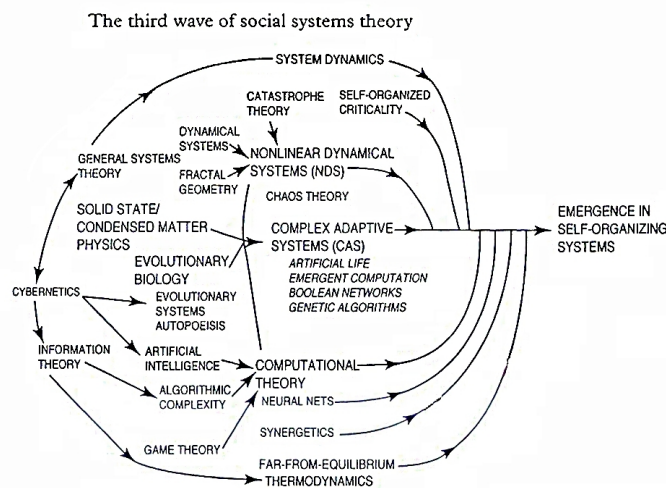 The third wave of social systems theory
SYSTEM DYNAMICS
CATASTROPHE
THEORY
SELF-ORGANIZED
CRITICALITY
DYNAMICAL
SYSTEMS
GENERAL SYSTEMS
THEORY
NONLINEAR DYNAMICAL
SYSTEMS (NDS)
FRACTAL
GEOMETRY
CHAOS THEORY
SOLID STATE/
CONDENSED MATTER
PHYSICS
COMPLEX ADAPTIVE
SYSTEMS (CAS)
ARTIFICIAL LIFE
EMERGENT COMPUTATION
BOOLEAN NETWORKS
GENETIC ALGORITHMS
EMERGENCE IN
SELF-ORGANIZING
SYSTEMS
EVOLUTIONARY
BIOLOGY
CYBERNETICS
EVOLUTIONARY
SYSTEMS
AUTOPOEISIS
INFORMATION
THEORY
ARTIFICIAL
INTELLIGENCE
COMPUTATIONAL
THEORY
ALGORITHMIC
COMPLEXITY
NEURAL NETS
GAME THEORY
SYNERGETICS
FAR-FROM-EQUILIBRIUM
THERMODYNAMICS